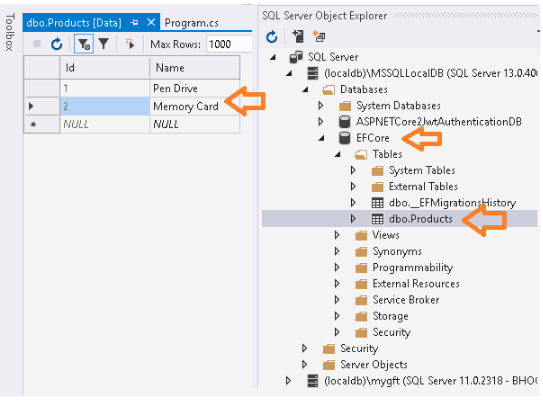 Toolbox
dbo.Products [Data]
Program.cs
Max Rows: 1000
Id Name
1 Pen Drive
2 Memory Card
NULL NULL
SQL Server Object Explorer
SQL Server
(localdb)\MSSQLLocalDB (SQL Server 13.0.40
Databases
System Databases
ASPNETCore2JwtAuthenticationDB
EFCore
Tables
System Tables
External Tables
dbo.__EFMigrationsHistory
dbo.Products
Views
Synonyms
Programmability
External Resources
Service Broker
Storage
Security
Security
Server Objects
(localdb)\mygft (SQL Server 11.0.2318 - BHO